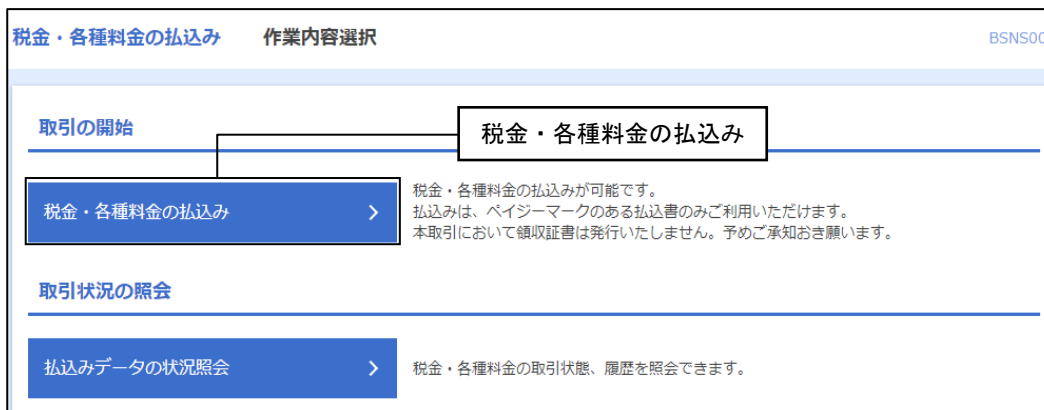 税金・各種料金の払込み 作業内容選択 BSNS00
取引の開始
税金・各種料金の払込み
税金・各種料金の払込み
税金・各種料金の払込みが可能です。
払込みは、ペイジーマークのある払込書のみご利用いただけます。
本取引において領収証書は発行いたしません。予めご承知おき願います。
取引状況の照会
払込みデータの状況照会
税金・各種料金の取引状態、履歴を照会できます。